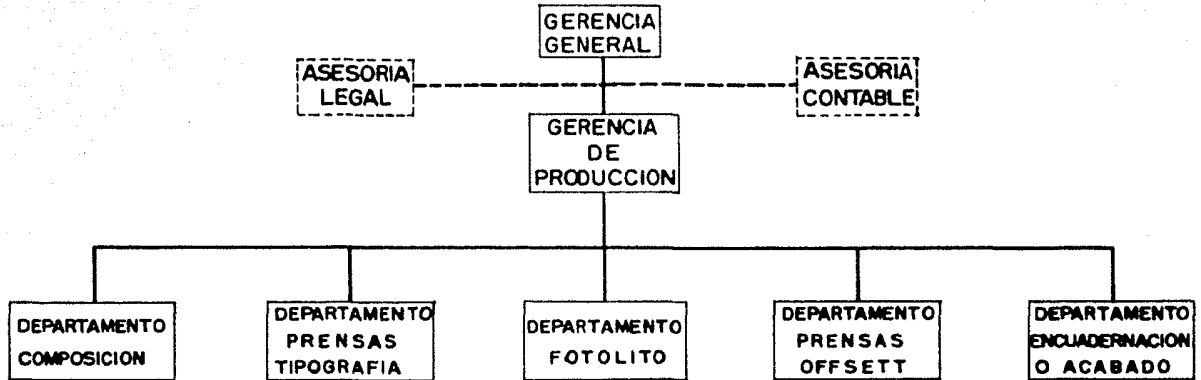 GERENCIA
GENERAL
ASESORIA
LEGAL
ASESORIA
CONTABLE
GERENCIA
DE
PRODUCCION
DEPARTAMENTO
COMPOSICION
DEPARTAMENTO
PRENSAS
TIPOGRAFIA
DEPARTAMENTO
FOTOLITO
DEPARTAMENTO
PRENSAS
OFFSETT
DEPARTAMENTO
ENCUADERNACION
O ACABADO